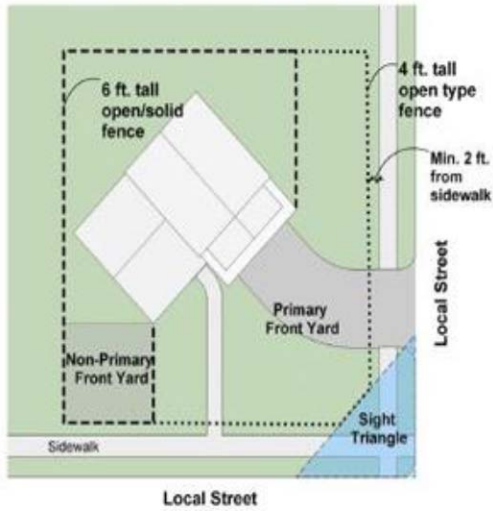 6 ft. tall
open/solid
fence
4 ft. tall
open type
fence
Min. 2 ft.
from
sidewalk
Local Street
Primary
Front Yard
Non-Primary
Front Yard
Sight
Triangle
Sidewalk
Local Street